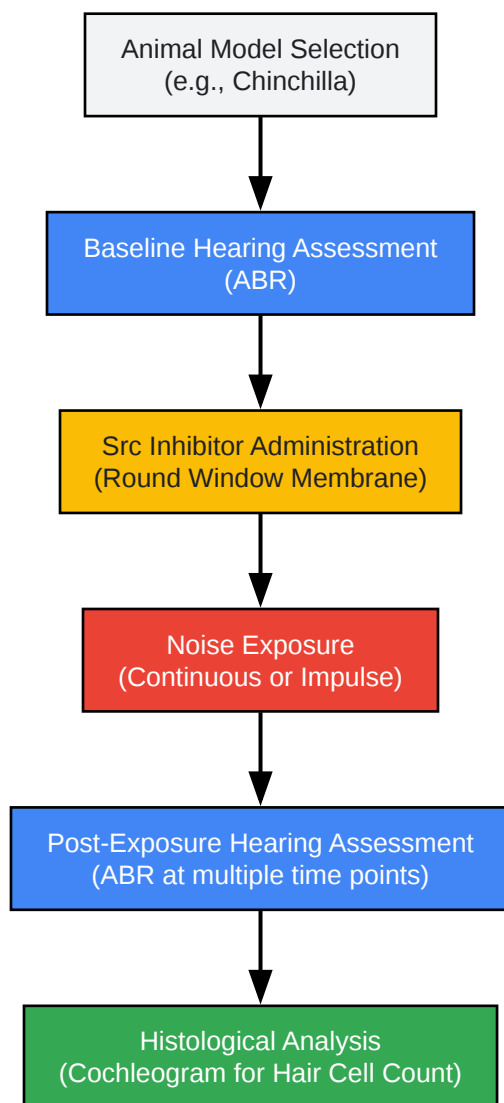 Animal Model Selection
(e.g., Chinchilla)
Baseline Hearing Assessment
(ABR)
Src Inhibitor Administration
(Round Window Membrane)
Noise Exposure
(Continuous or Impulse)
Post-Exposure Hearing Assessment
(ABR at multiple time points)
Histological Analysis
(Cochleogram for Hair Cell Count)